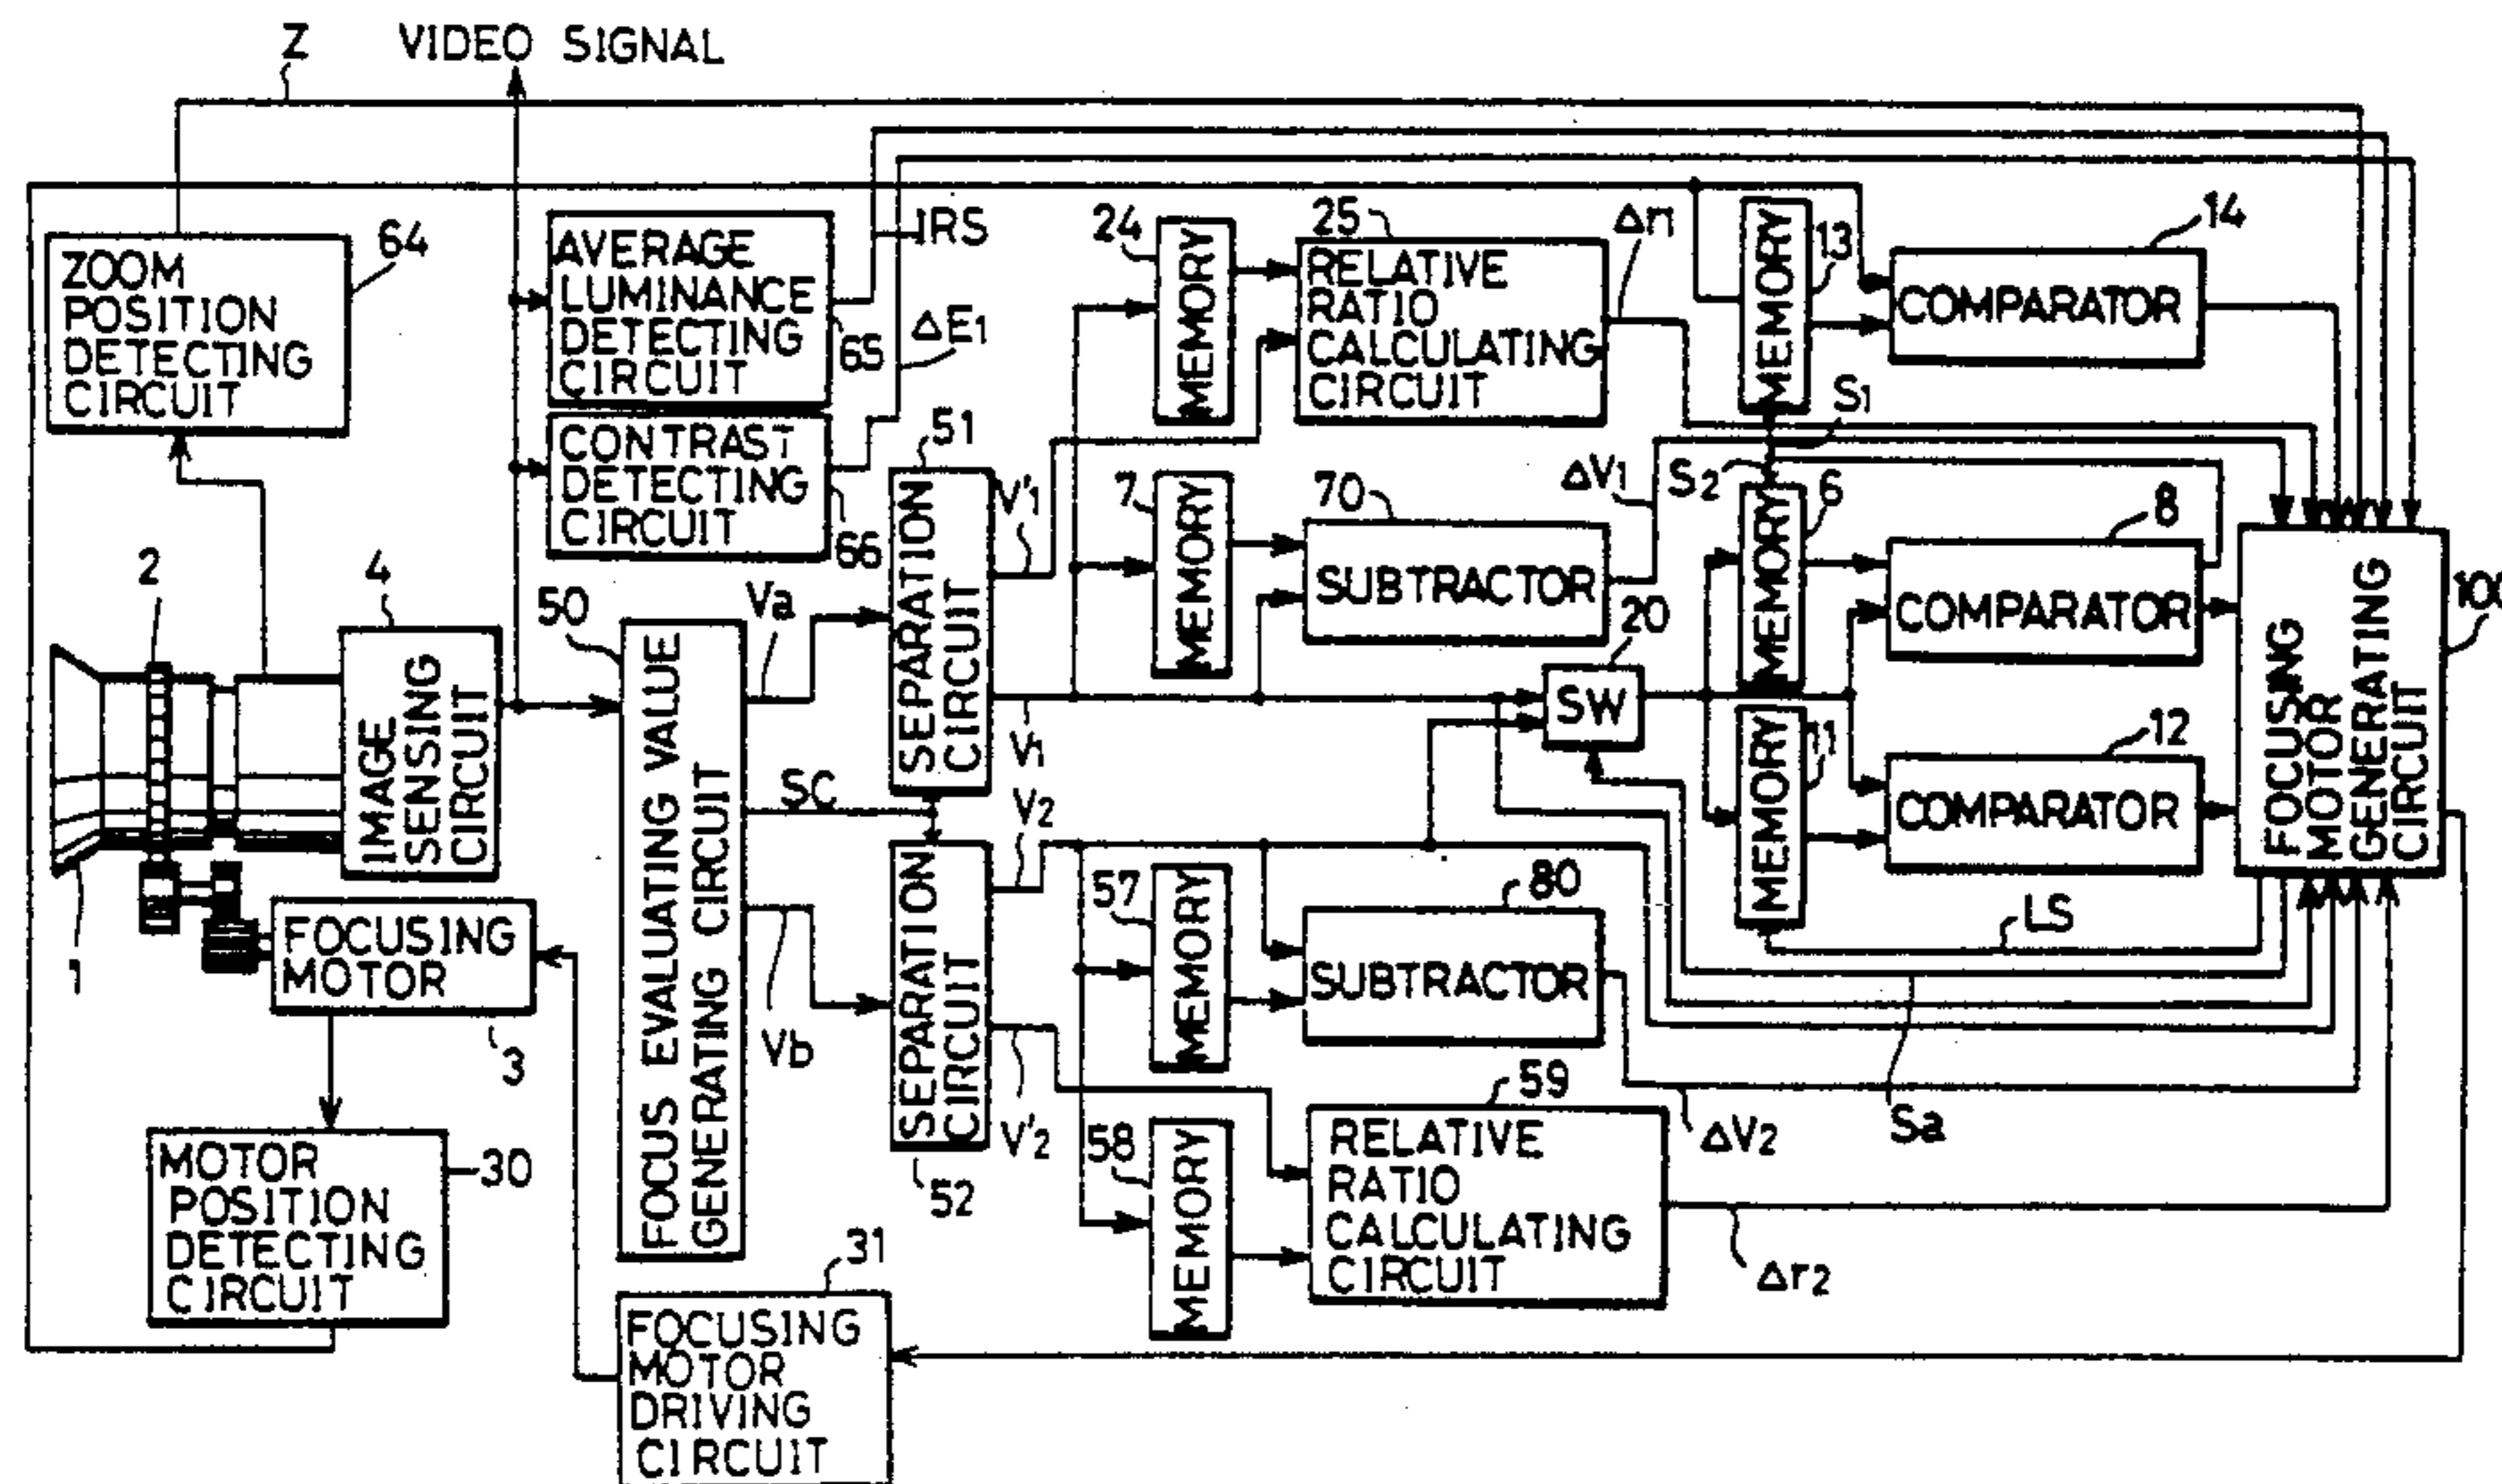 Z VIDEO SIGNAL
ZOOM
POSITION
DETECTING
CIRCUIT
64
AVERAGE
LUMINANCE
DETECTING
CIRCUIT
65
IRS
ΔE1
CONTRAST
DETECTING
CIRCUIT
66
24
MEMORY
25
RELATIVE
RATIO
CALCULATING
CIRCUIT
Δr1
MEMORY
13
14
COMPARATOR
S1
S2
ΔV1
51
SEPARATION
CIRCUIT
V'1
V1
7
MEMORY
70
SUBTRACTOR
20
SW
MEMORY
6
8
COMPARATOR
MEMORY
11
12
COMPARATOR
FOCUSING
MOTOR
GENERATING
CIRCUIT
100
2
4
IMAGE
SENSING
CIRCUIT
1
50
FOCUS EVALUATING VALUE
GENERATING CIRCUIT
Va
SC
Vb
V2
SEPARATION
CIRCUIT
V'2
52
57
MEMORY
80
SUBTRACTOR
LS
Sa
ΔV2
FOCUSING
MOTOR
3
MOTOR
POSITION
DETECTING
CIRCUIT
30
58
MEMORY
59
RELATIVE
RATIO
CALCULATING
CIRCUIT
Δr2
31
FOCUSING
MOTOR
DRIVING
CIRCUIT